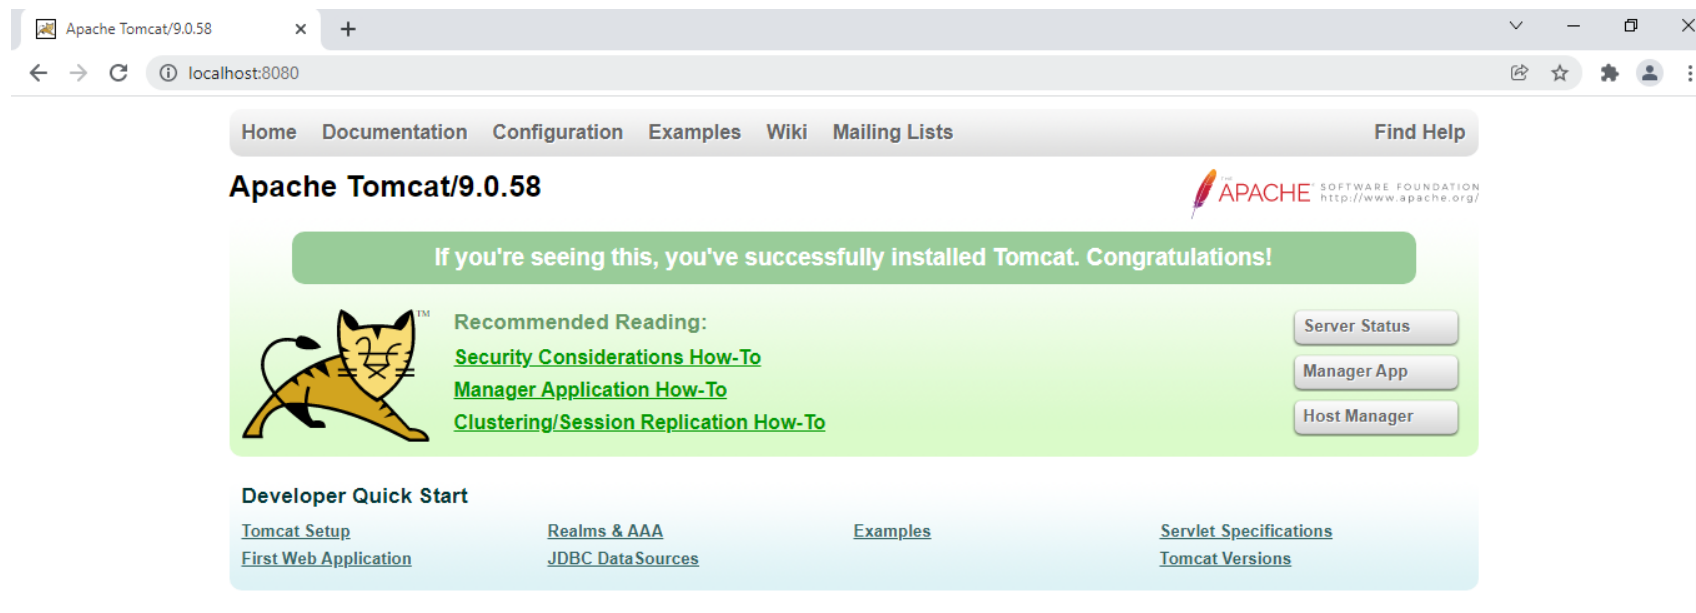 Apache Tomcat/9.0.58
localhost:8080
Home Documentation Configuration Examples Wiki Mailing Lists Find Help
Apache Tomcat/9.0.58
THE
APACHE SOFTWARE FOUNDATION
http://www.apache.org/
If you're seeing this, you've successfully installed Tomcat. Congratulations!
TM
Recommended Reading:
Security Considerations How-To
Manager Application How-To
Clustering/Session Replication How-To
Server Status
Manager App
Host Manager
Developer Quick Start
Tomcat Setup Realms & AAA Examples Servlet Specifications
First Web Application JDBC DataSources Tomcat Versions